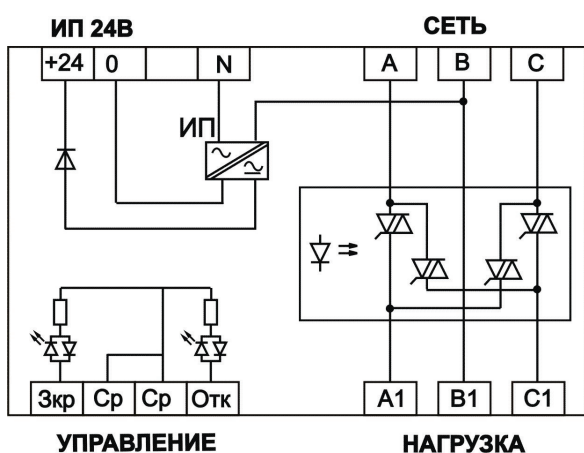 ИП 24В СЕТЬ
+24 0 N A B C
ИП
Зкр Ср Ср Отк A1 B1 C1
УПРАВЛЕНИЕ НАГРУЗКА